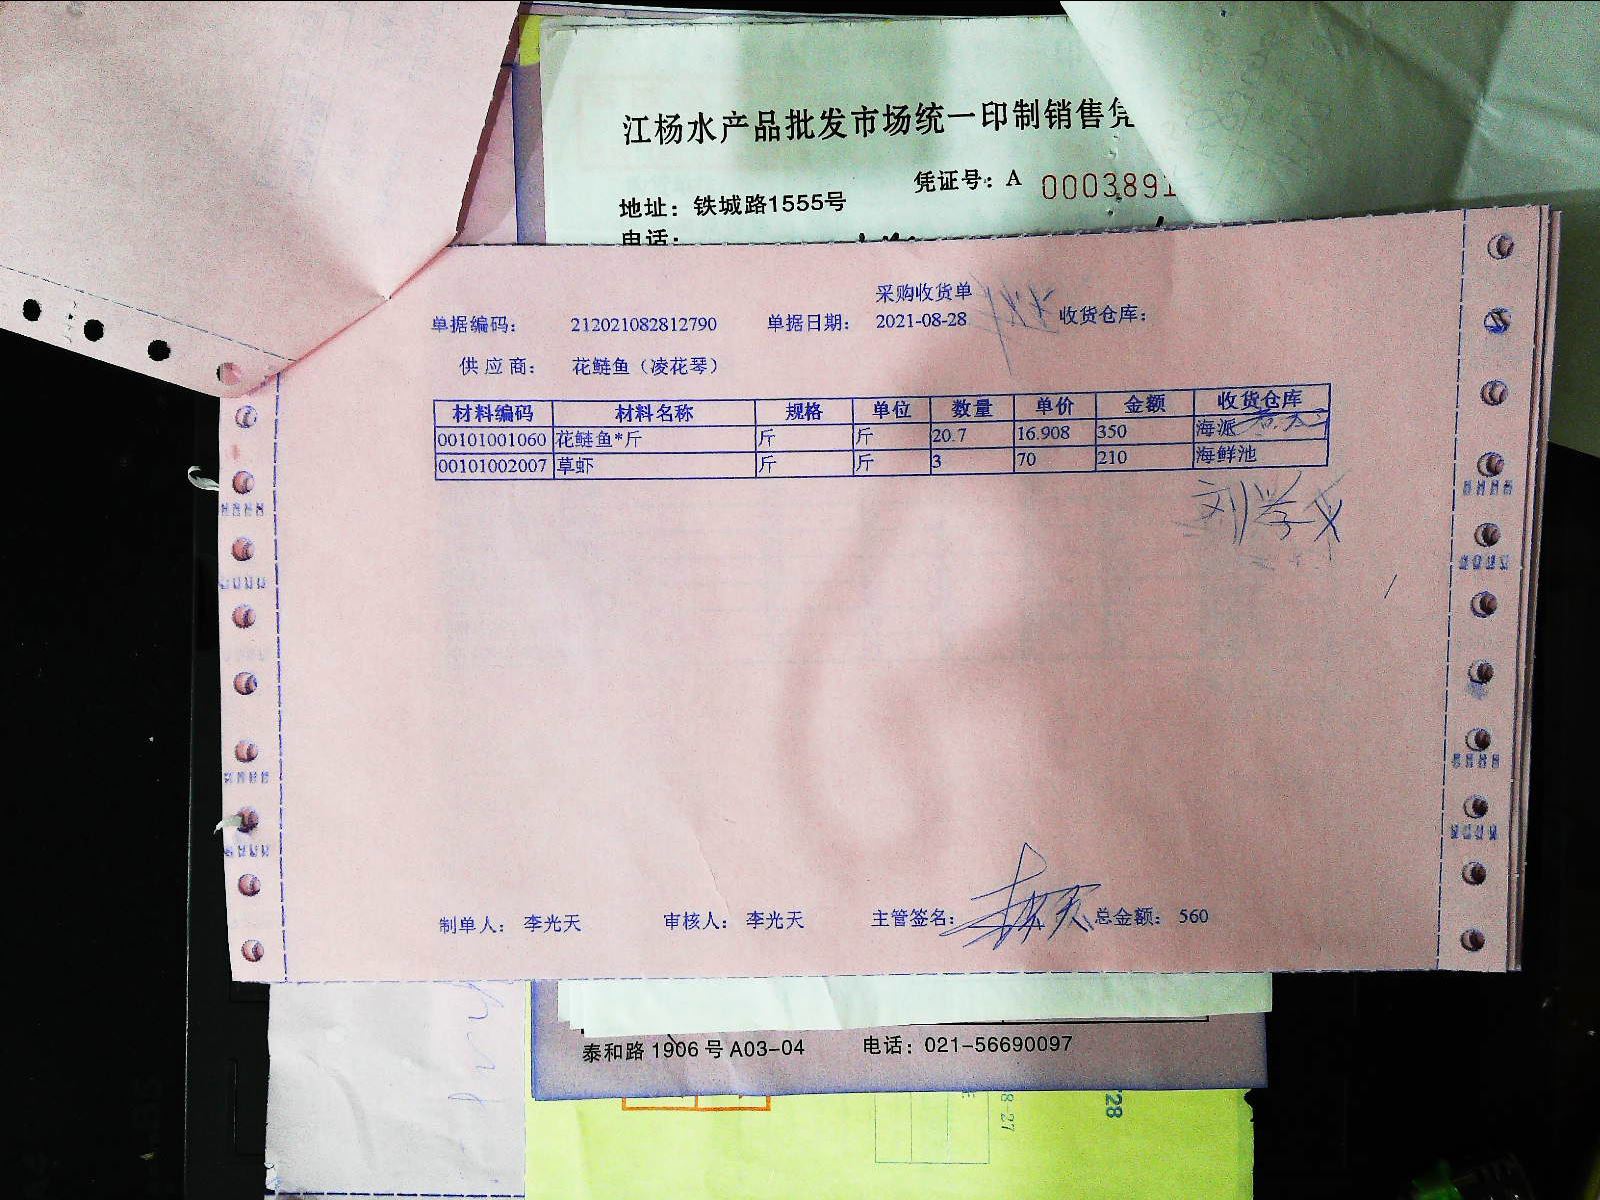 江杨水产品批发市场统一印制销售凭
凭证号：A 0003891
地址：铁城路1555号
电话：
采购收货单
单据编码： 212021082812790 单据日期： 2021-08-28 收货仓库：
供应商： 花鲢鱼（凌花琴）
材料编码 材料名称 规格 单位 数量 单价 金额 收货仓库
00101001060 花鲢鱼*斤 斤 斤 20.7 16.908 350 海派
00101002007 草虾 斤 斤 3 70 210 海鲜池
制单人： 李光天 审核人： 李光天 主管签名： 总金额： 560
泰和路1906号A03-04 电话：021-56690097